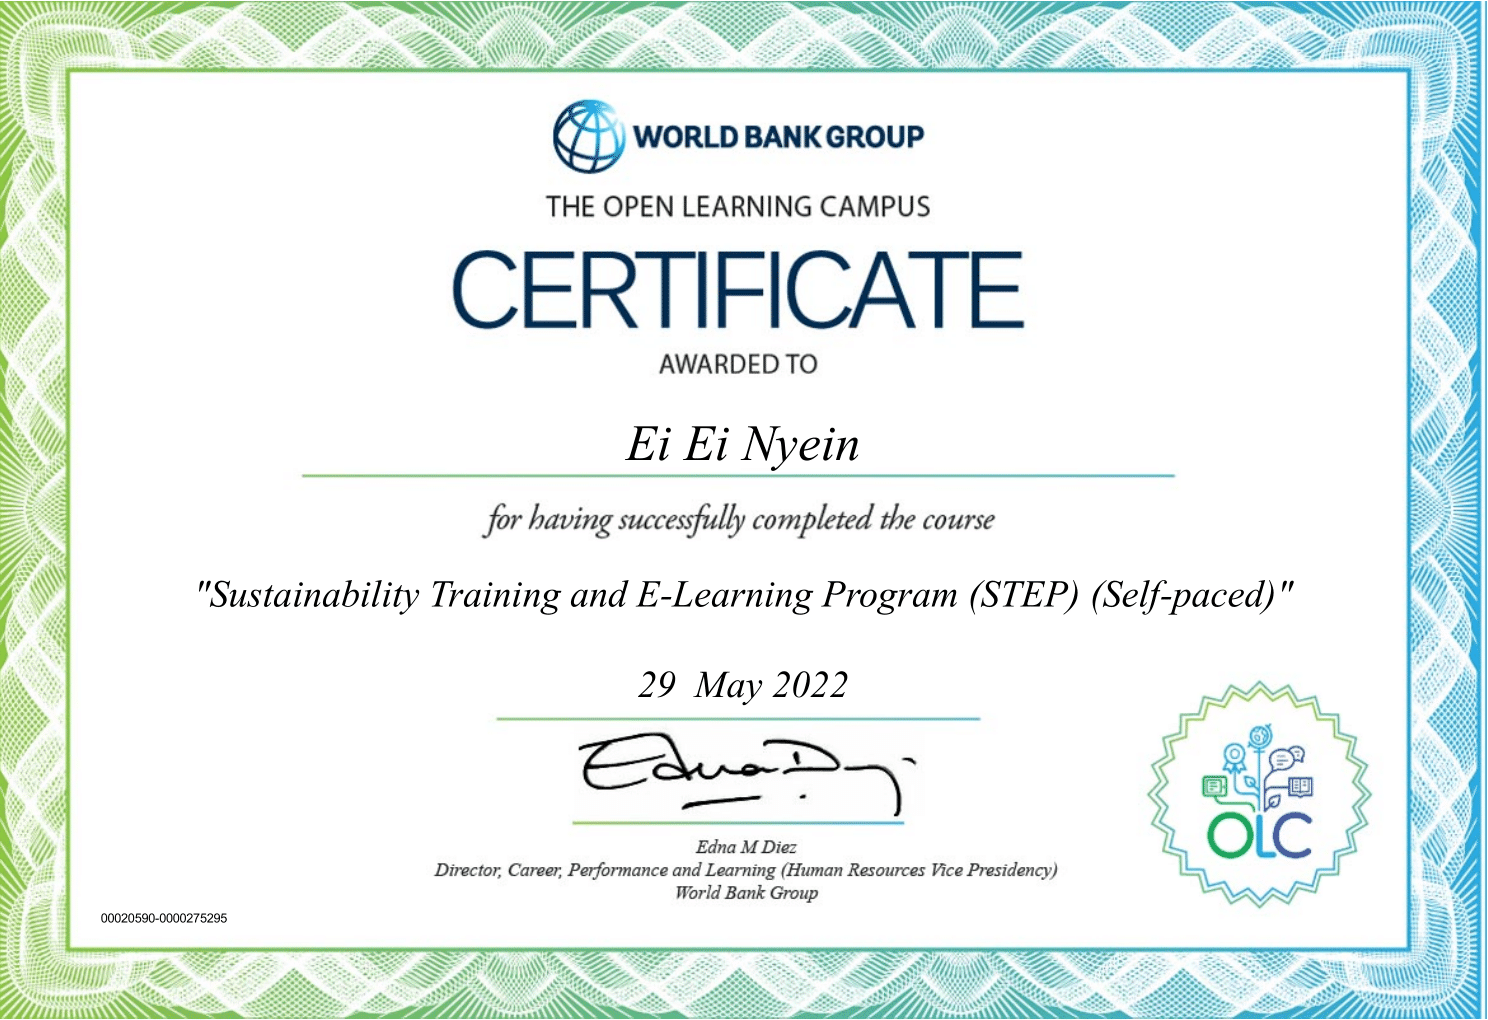 WORLD BANK GROUP
THE OPEN LEARNING CAMPUS
CERTIFICATE
AWARDED TO
Ei Ei Nyein
for having successfully completed the course
"Sustainability Training and E-Learning Program (STEP) (Self-paced)"
29 May 2022
Edna D
Edna M Diez
Director, Career, Performance and Learning (Human Resources Vice Presidency)
World Bank Group
OLC
00020590-0000275295